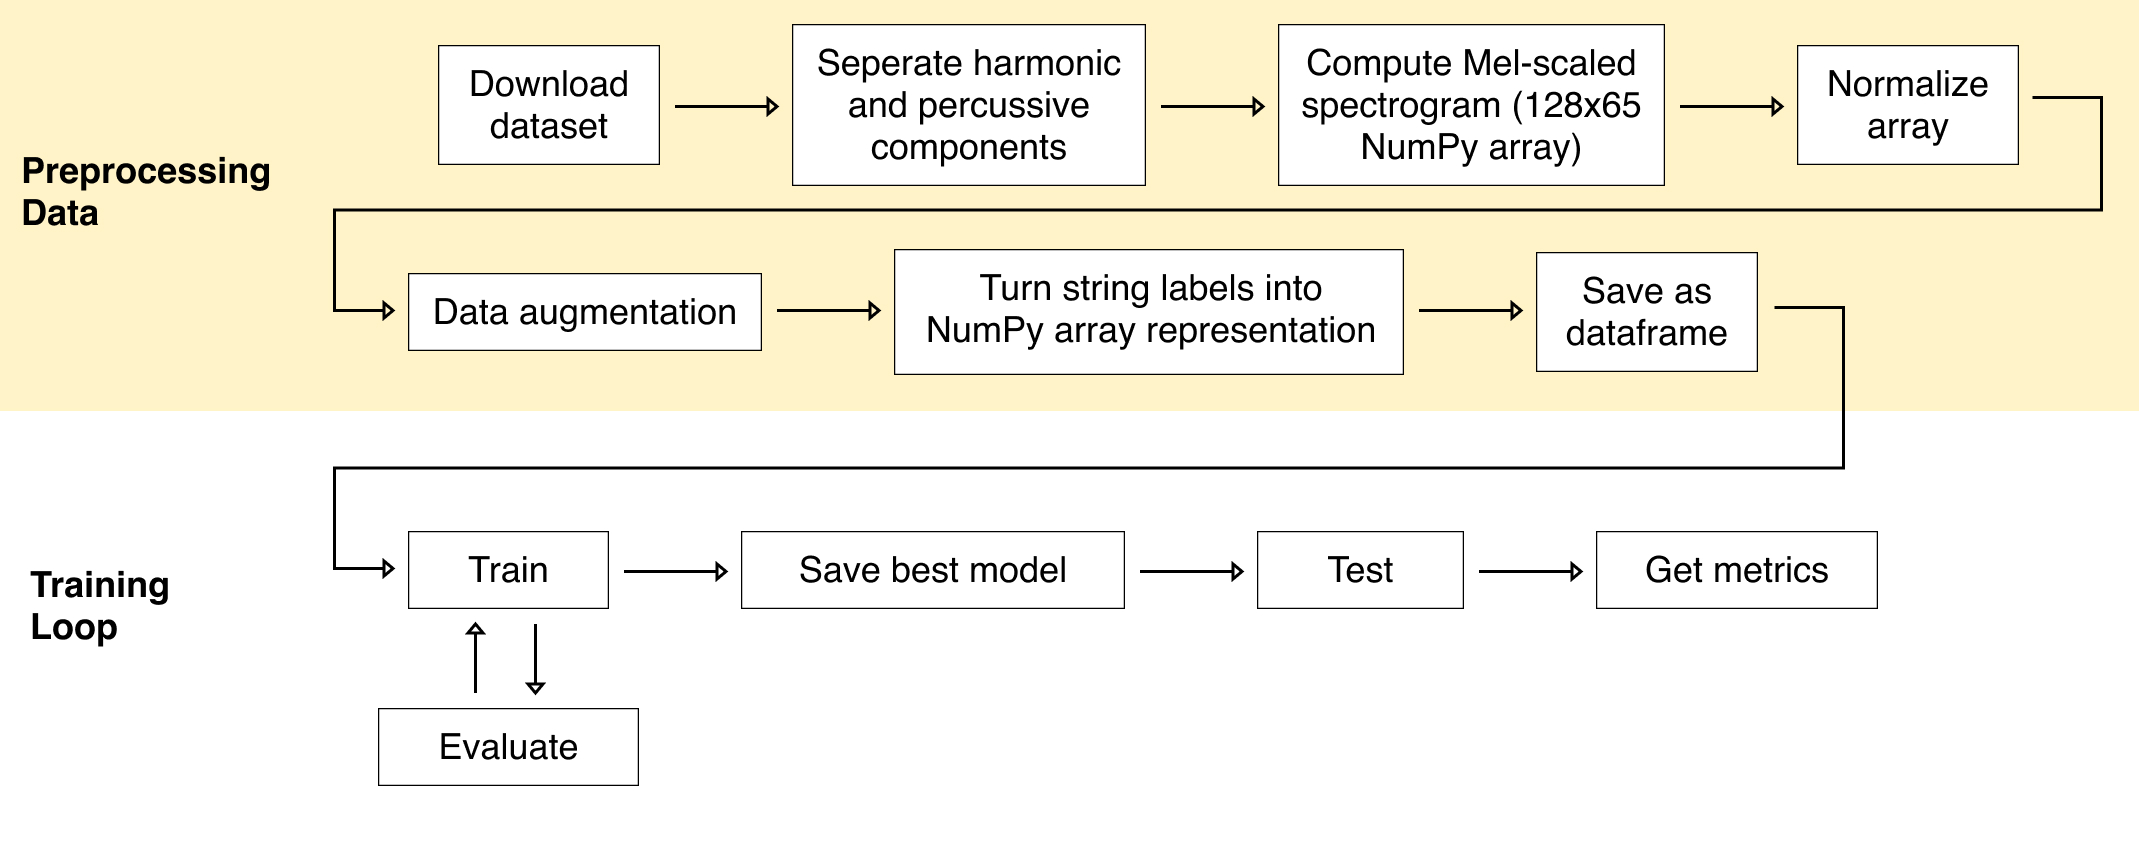 Preprocessing
Data
Download
dataset
Seperate harmonic
and percussive
components
Compute Mel-scaled
spectrogram (128x65
NumPy array)
Normalize
array
Data augmentation
Turn string labels into
NumPy array representation
Save as
dataframe
Training
Loop
Train
Save best model
Test
Get metrics
Evaluate